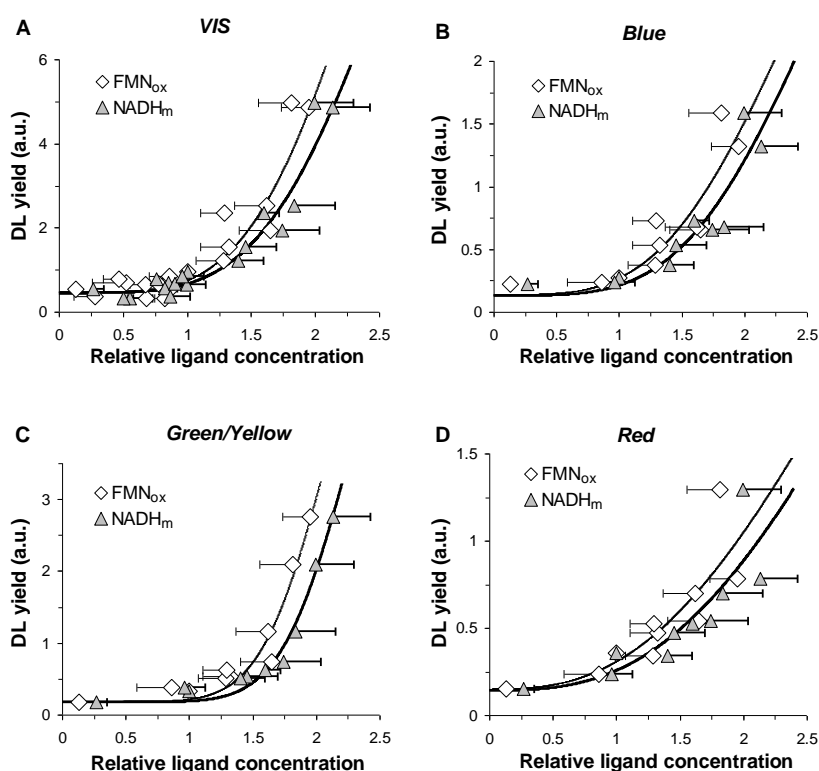 A
VIS
DL yield (a.u.)
6
4
2
0
FMNox
NADHm
0 0.5 1 1.5 2 2.5
Relative ligand concentration
B
Blue
DL yield (a.u.)
2
1.5
1
0.5
0
FMNox
NADHm
0 0.5 1 1.5 2 2.5
Relative ligand concentration
C
Green/Yellow
DL yield (a.u.)
3
2
1
0
FMNox
NADHm
0 0.5 1 1.5 2 2.5
Relative ligand concentration
D
Red
DL yield (a.u.)
1.5
1
0.5
0
FMNox
NADHm
0 0.5 1 1.5 2 2.5
Relative ligand concentration